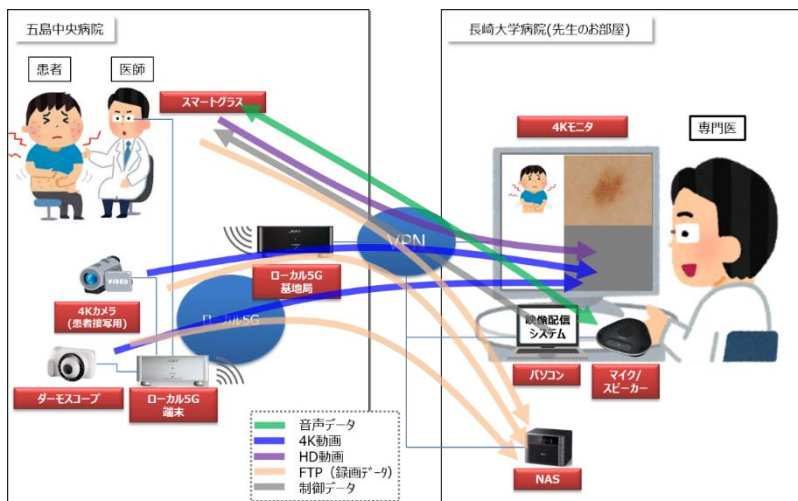 五島中央病院
患者
医師
スマートグラス
4Kカメラ
(患者接写用)
VIDEO
ダーモスコープ
ローカル5G
端末
ローカル5G
基地局
ローカル5G
VPN
長崎大学病院(先生のお部屋)
4Kモニタ
専門医
映像配信
システム
パソコン
マイク/
スピーカー
NAS
音声データ
4K動画
HD動画
FTP（録画データ）
制御データ